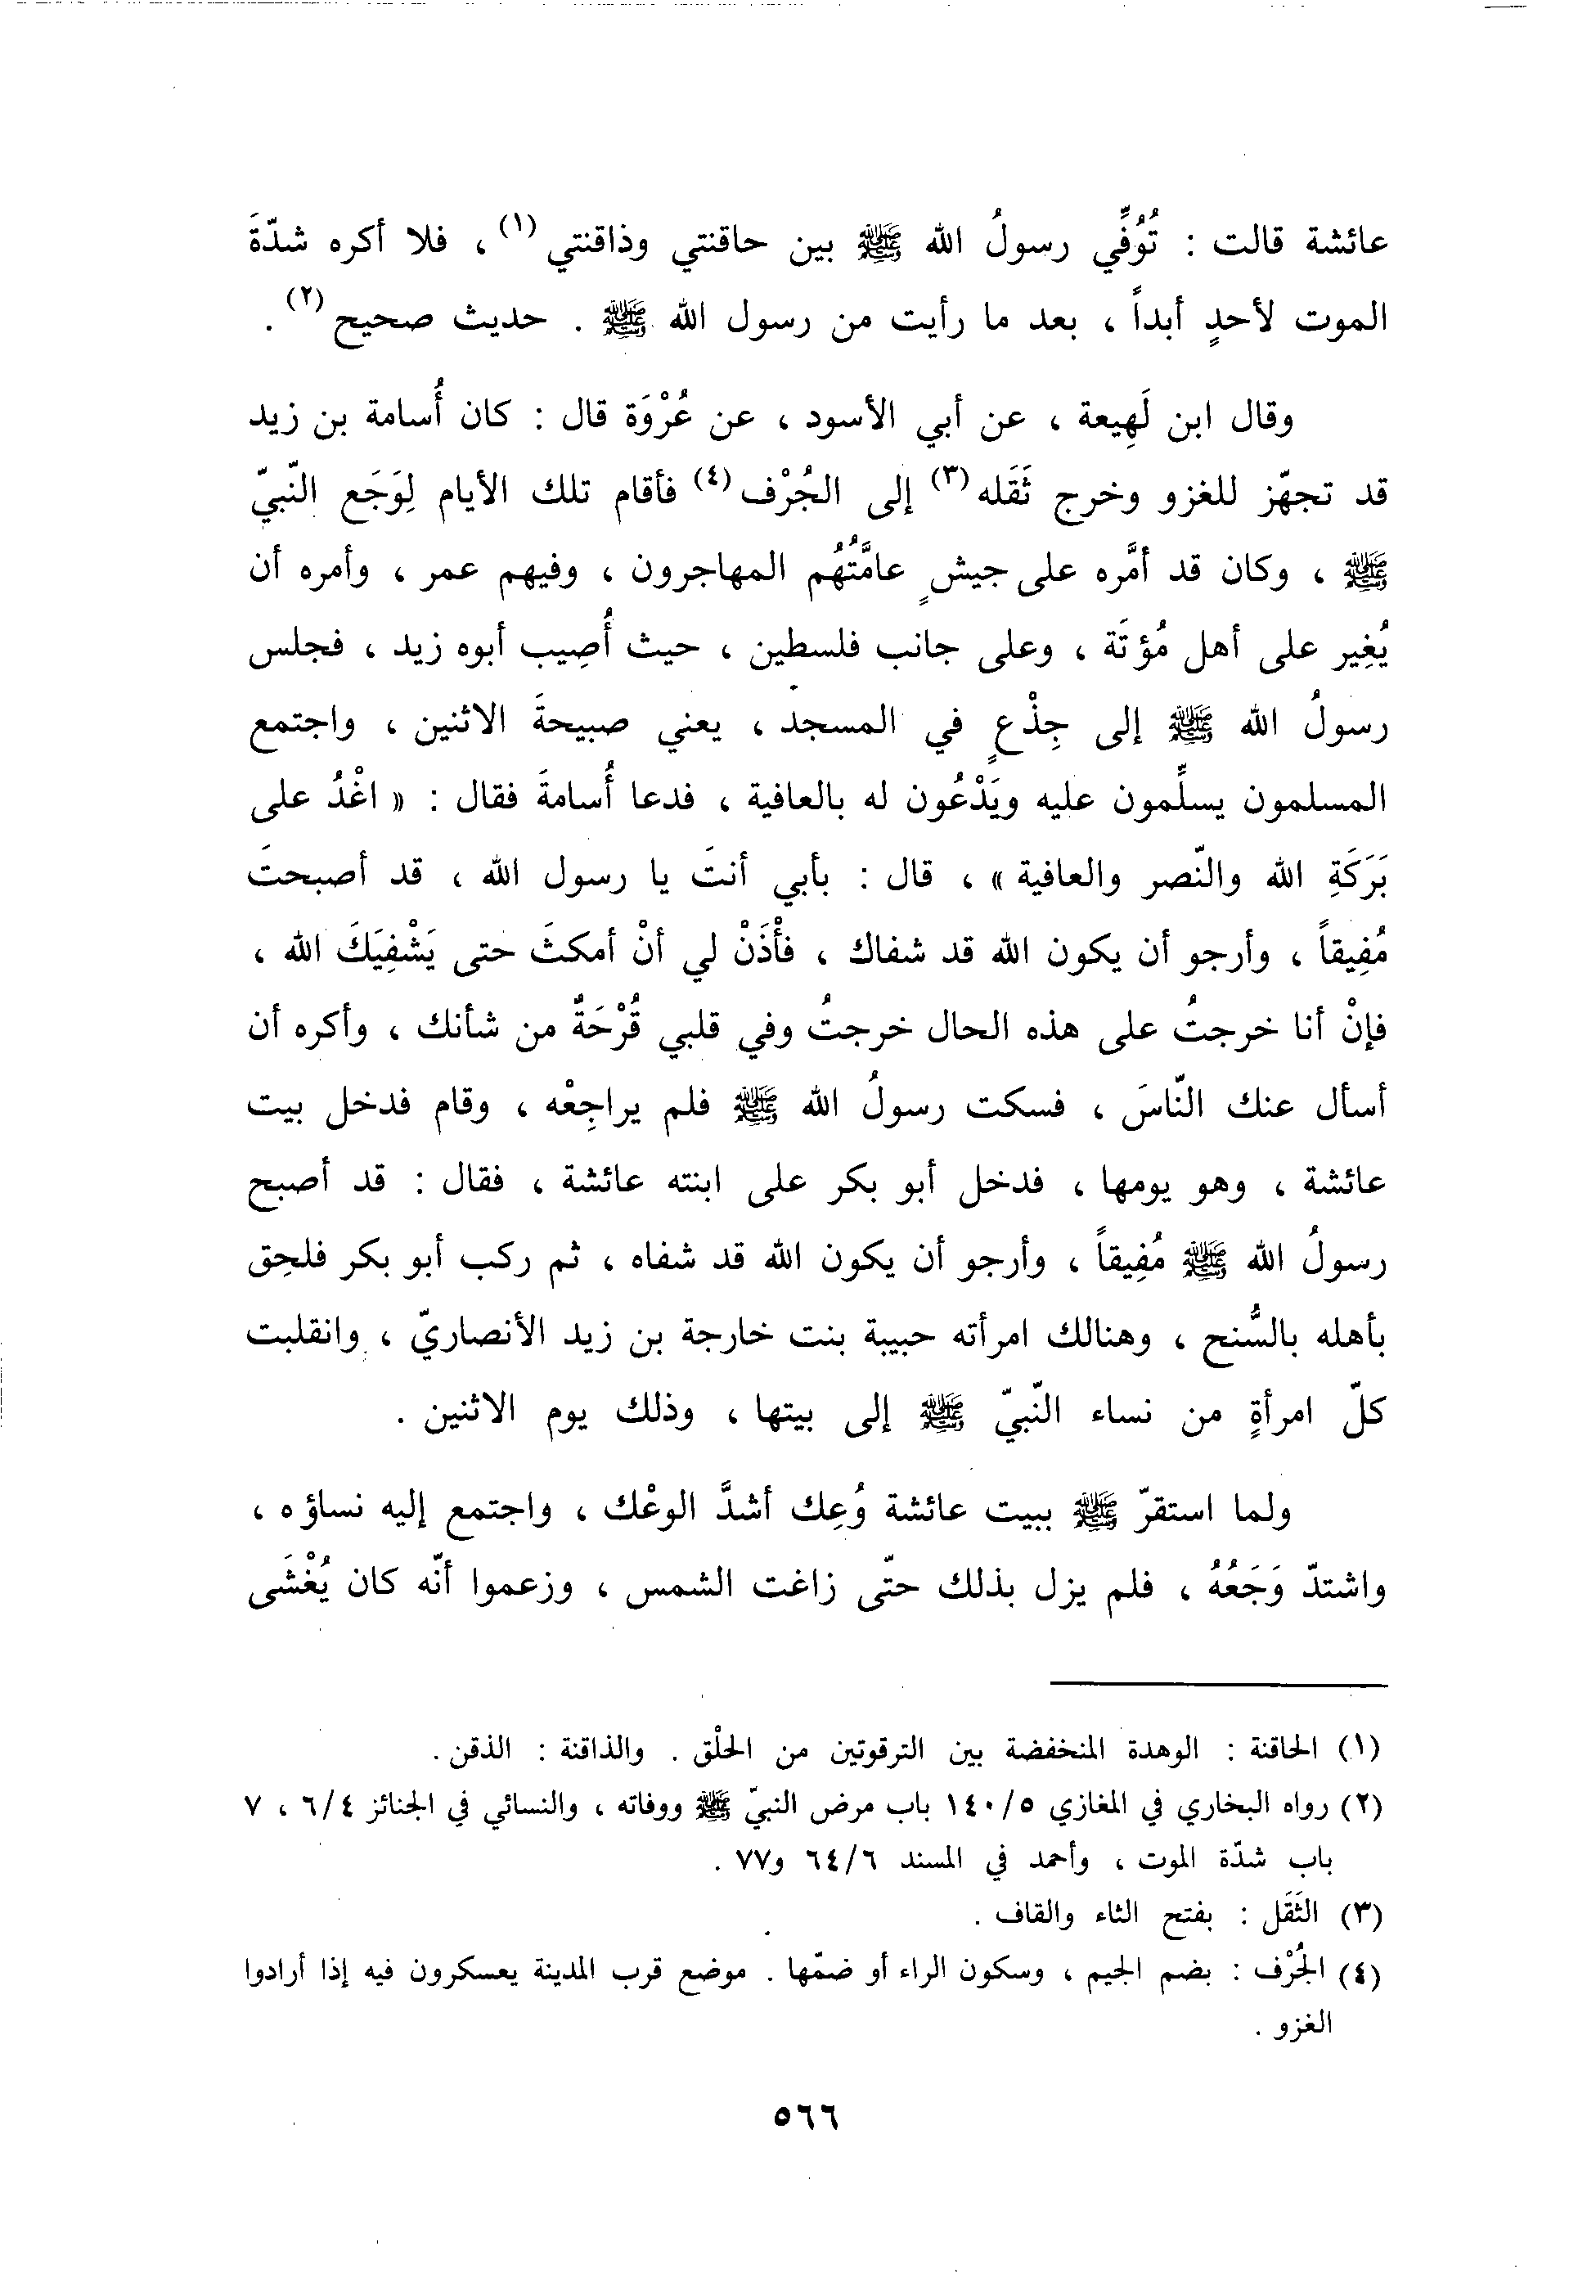 عائشة قالت : تُوُفِّي رسولُ الله ﷺ بين حاقنتي وذاقنتي (١) ، فلا أكره شدّةَ
الموت لأحدٍ أبداً ، بعد ما رأيت من رسول الله ﷺ . حديث صحيح (٢) .
وقال ابن لَهِيعة ، عن أبي الأسود ، عن عُرْوَة قال : كان أُسامة بن زيد
قد تجهّز للغزو وخرج ثَقَله (٣) إلى الجُرْف (٤) فأقام تلك الأيام لِوَجَع النّبيّ
ﷺ ، وكان قد أمَّره على جيشٍ عامَّتُهُم المهاجرون ، وفيهم عمر ، وأمره أن
يُغِير على أهل مُؤتَة ، وعلى جانب فلسطين ، حيث أُصِيب أبوه زيد ، فجلس
رسولُ الله ﷺ إلى جِذْعٍ في المسجد ، يعني صبيحةَ الاثنين ، واجتمع
المسلمون يسلِّمون عليه ويَدْعُون له بالعافية ، فدعا أُسامةَ فقال : « اغْدُ على
بَرَكَةِ الله والنّصر والعافية » ، قال : بأبي أنتَ يا رسول الله ، قد أصبحتَ
مُفِيقاً ، وأرجو أن يكون الله قد شفاك ، فأْذَنْ لي أنْ أمكثَ حتى يَشْفِيَكَ الله ،
فإنْ أنا خرجتُ على هذه الحال خرجتُ وفي قلبي قُرْحَةٌ من شأنك ، وأكره أن
أسأل عنك النّاسَ ، فسكت رسولُ الله ﷺ فلم يراجِعْه ، وقام فدخل بيت
عائشة ، وهو يومها ، فدخل أبو بكر على ابنته عائشة ، فقال : قد أصبح
رسولُ الله ﷺ مُفِيقاً ، وأرجو أن يكون الله قد شفاه ، ثم ركب أبو بكر فلحِق
بأهله بالسُّنح ، وهنالك امرأته حبيبة بنت خارجة بن زيد الأنصاريّ ، وانقلبت
كلّ امرأةٍ من نساء النّبيّ ﷺ إلى بيتها ، وذلك يوم الاثنين .
ولما استقرّ ﷺ ببيت عائشة وُعِك أشدَّ الوعْك ، واجتمع إليه نساؤه ،
واشتدّ وَجَعُهُ ، فلم يزل بذلك حتّى زاغت الشمس ، وزعموا أنّه كان يُغْشَى
(١) الحاقنة : الوهدة المنخفضة بين الترقوتين من الحلْق . والذاقنة : الذقن .
(٢) رواه البخاري في المغازي ١٤٠/٥ باب مرض النبيّ ﷺ ووفاته ، والنسائي في الجنائز ٦/٤ ، ٧
باب شدّة الموت ، وأحمد في المسند ٦٤/٦ و٧٧ .
(٣) الثَقَل : بفتح الثاء والقاف .
(٤) الجُرْف : بضم الجيم ، وسكون الراء أو ضمّها . موضع قرب المدينة يعسكرون فيه إذا أرادوا
الغزو .
٥٦٦